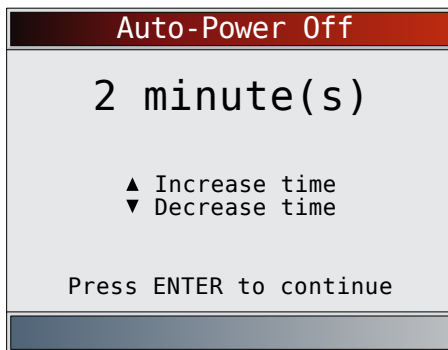 Auto-Power Off
2 minute(s)
▲ Increase time
▼ Decrease time
Press ENTER to continue